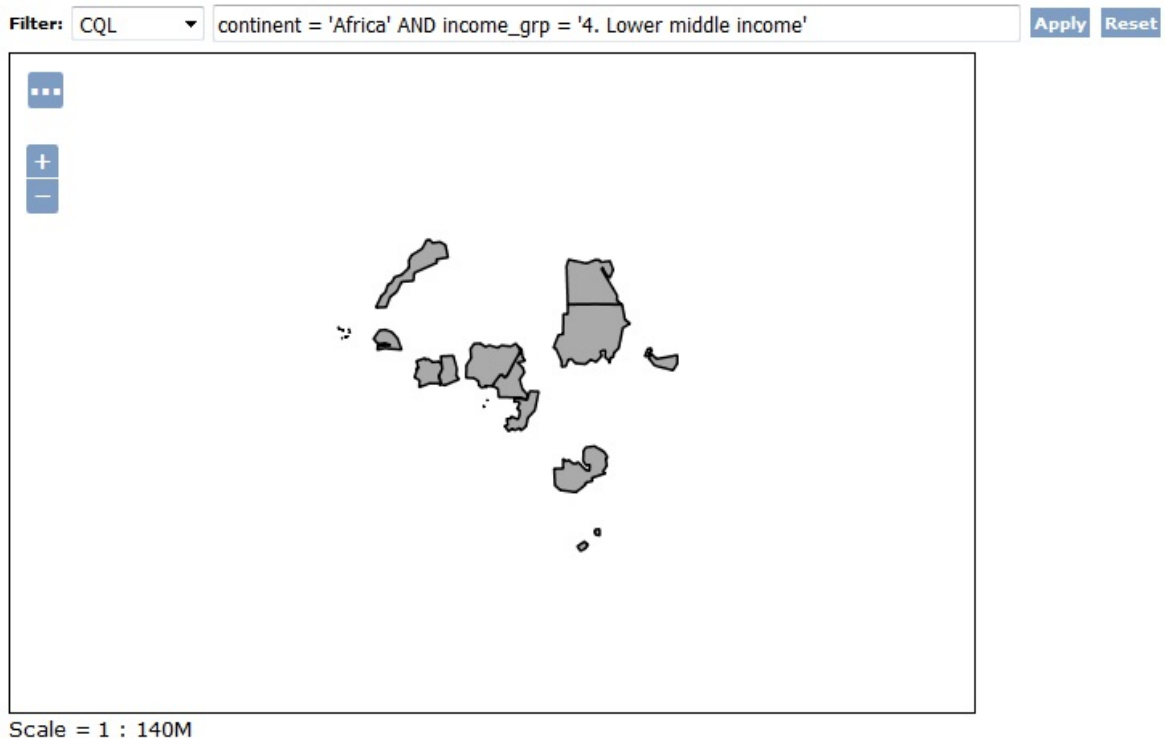 Filter: CQL continent = 'Africa' AND income_grp = '4. Lower middle income' Apply Reset
...
+
−
Scale = 1 : 140M